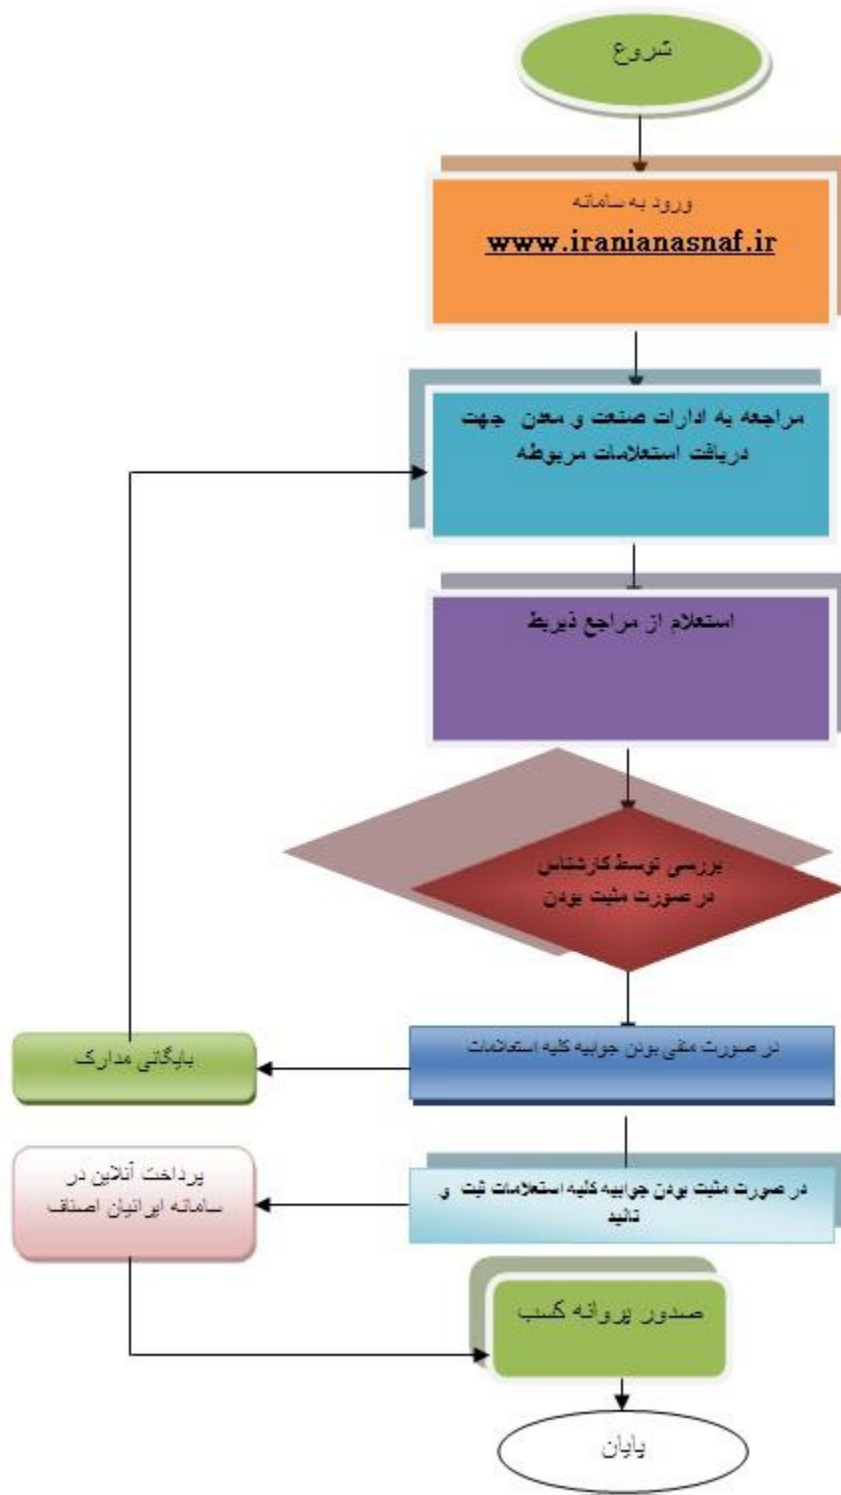 شروع
ورود به سامانه
www.iranianasnaf.ir
مراجعه به ادارات صنعت و معدن جهت
دریافت استعلامات مربوطه
استعلام از مراجع ذیربط
بررسی توسط کارشناس
در صورت مثبت بودن
در صورت منفی بودن جوابیه کلیه استعلامات
بایگانی مدارک
در صورت مثبت بودن جوابیه کلیه استعلامات ثبت و
تائید
پرداخت آنلاین در
سامانه ایرانیان اصناف
صدور پروانه کسب
پایان